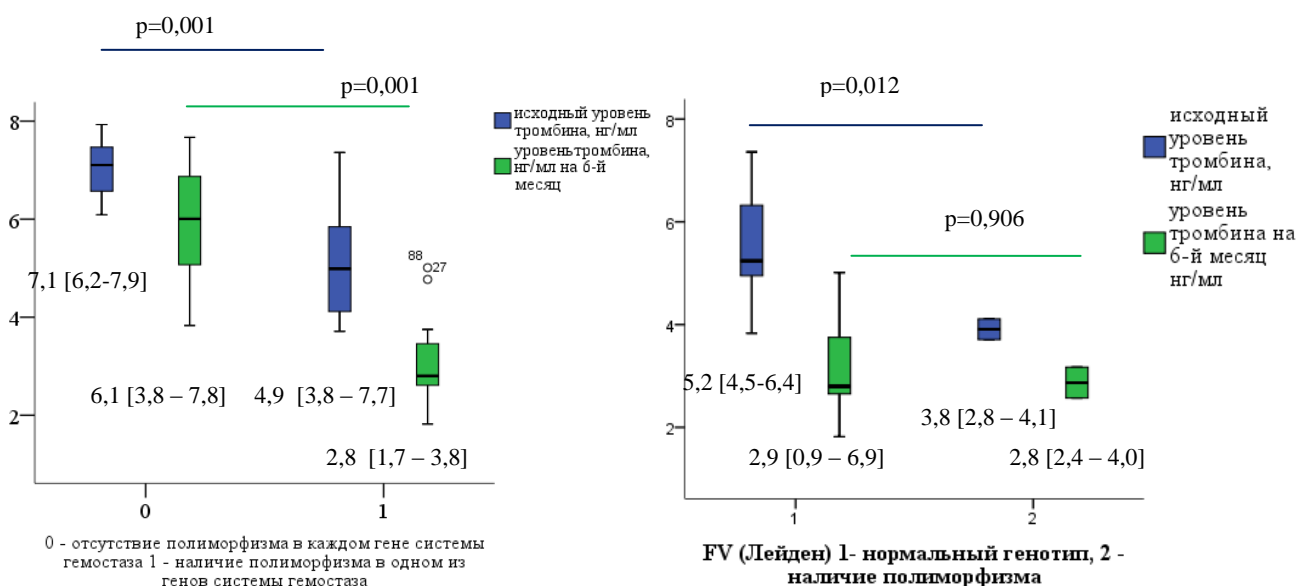 p=0,001
p=0,001
8
6
4
2
0
1
исходный уровень
тромбина, нг/мл
уровеньтромбина,
нг/мл на 6-й
месяц
88
27
7,1 [6,2-7,9]
6,1 [3,8 – 7,8]
4,9 [3,8 – 7,7]
2,8 [1,7 – 3,8]
0 - отсутствие полиморфизма в каждом гене системы
гемостаза 1 - наличие полиморфизма в одном из
генов системы гемостаза
p=0,012
p=0,906
8
6
4
2
1
2
исходный
уровень
тромбина,
нг/мл
уровень
тромбина на
6-й месяц
нг/мл
5,2 [4,5-6,4]
3,8 [2,8 – 4,1]
2,9 [0,9 – 6,9]
2,8 [2,4 – 4,0]
FV (Лейден) 1- нормальный генотип, 2 -
наличие полиморфизма